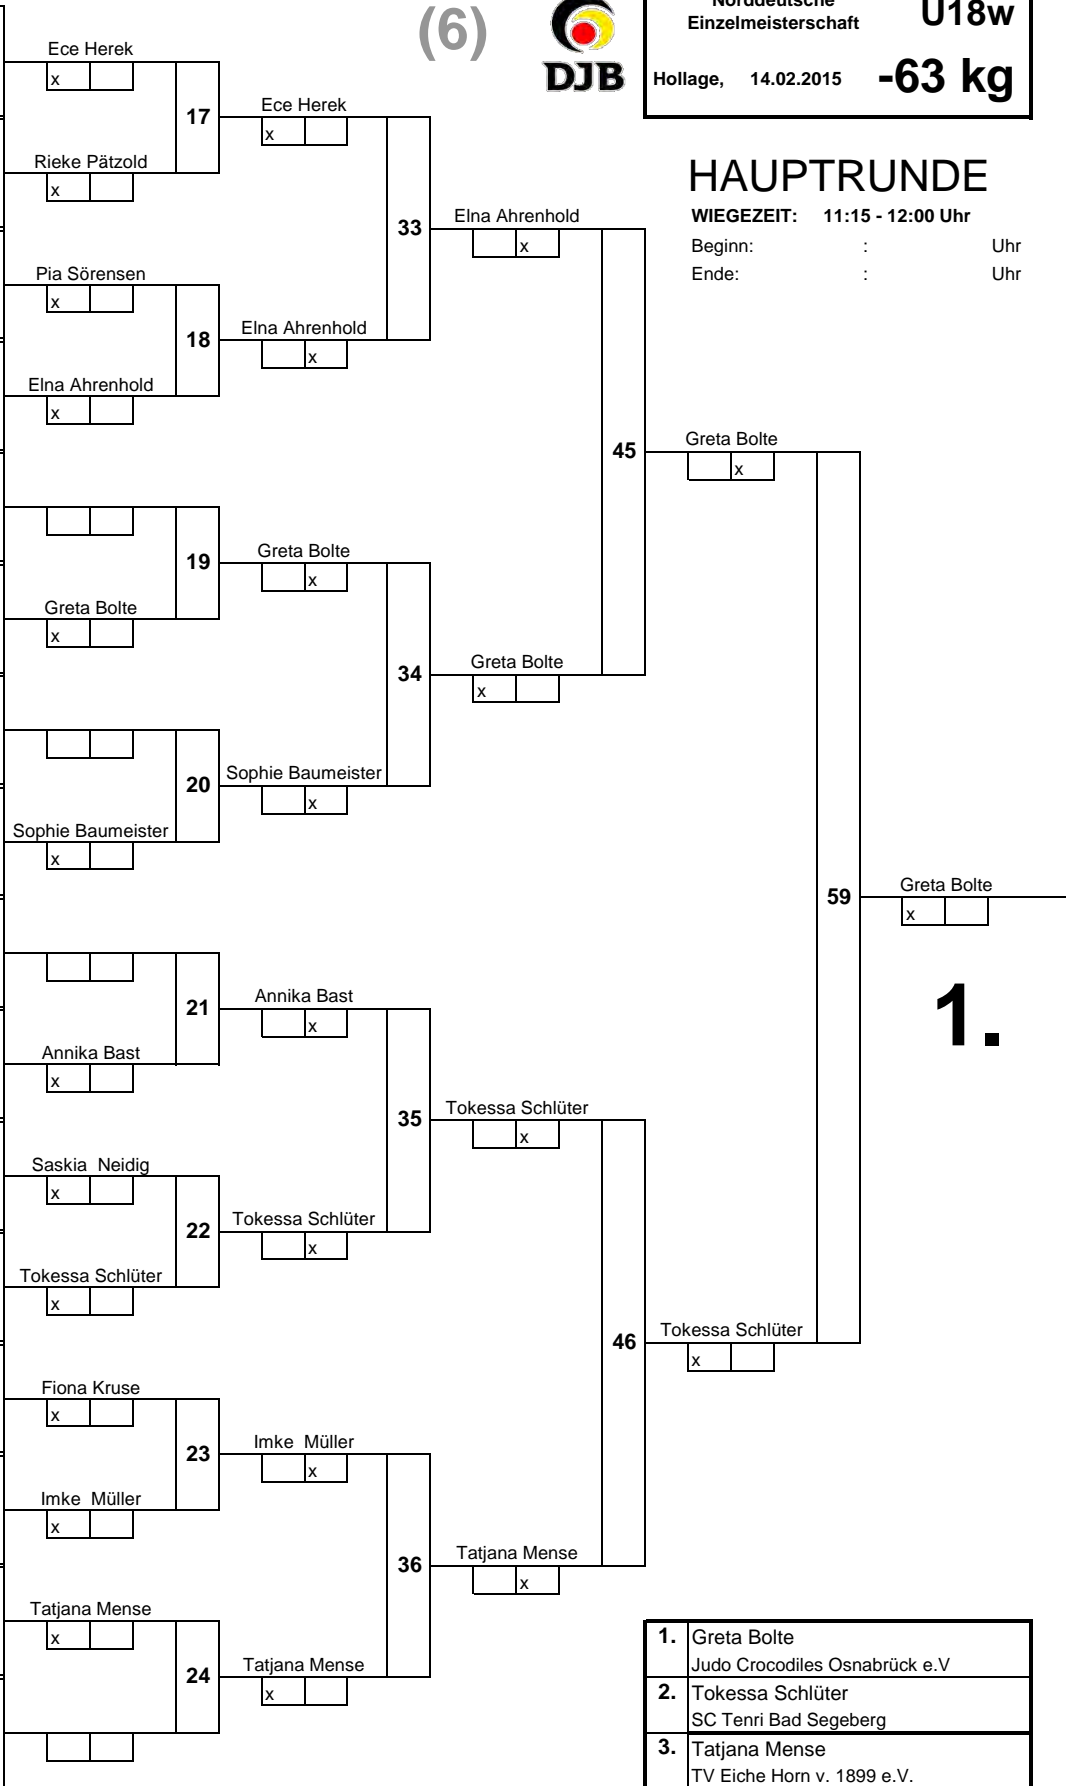 (6)
DJB
Norddeutsche
Einzelmeisterschaft
U18w
Hollage, 14.02.2015
-63 kg
HAUPTRUNDE
WIEGEZEIT: 11:15 - 12:00 Uhr
Beginn: : Uhr
Ende: : Uhr
Ece Herek
x
17
Rieke Pätzold
x
Pia Sörensen
x
18
Elna Ahrenhold
x
19
Greta Bolte
x
20
Sophie Baumeister
x
21
Annika Bast
x
Saskia Neidig
x
22
Tokessa Schlüter
x
Fiona Kruse
x
23
Imke Müller
x
Tatjana Mense
x
24
Ece Herek
x
33
Elna Ahrenhold
x
Greta Bolte
x
34
Sophie Baumeister
x
Annika Bast
x
35
Tokessa Schlüter
x
Imke Müller
x
36
Tatjana Mense
x
Elna Ahrenhold
x
45
Greta Bolte
x
Tokessa Schlüter
x
46
Tatjana Mense
x
Greta Bolte
x
59
Tokessa Schlüter
x
Greta Bolte
x
1.
1. Greta Bolte
Judo Crocodiles Osnabrück e.V
2. Tokessa Schlüter
SC Tenri Bad Segeberg
3. Tatjana Mense
TV Eiche Horn v. 1899 e.V.